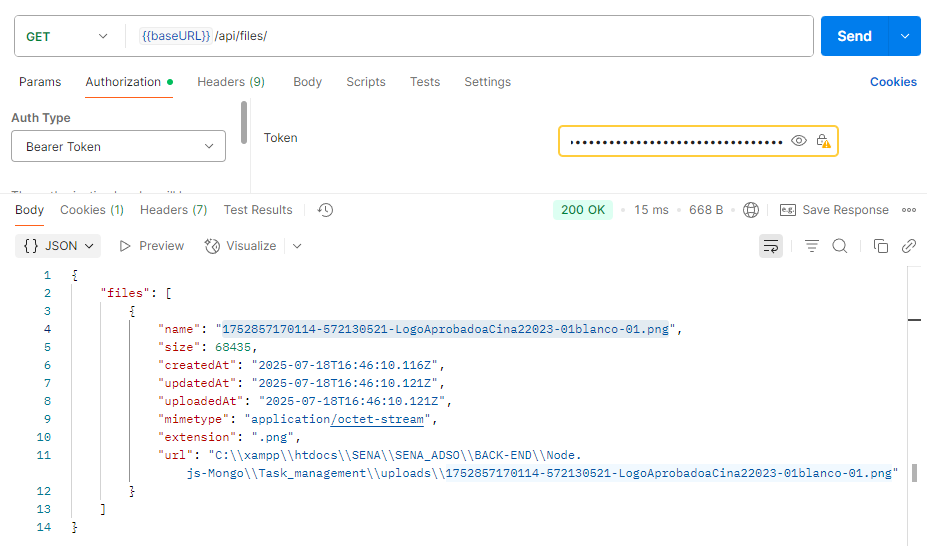 GET {{baseURL}} /api/files/ Send
Params Authorization Headers (9) Body Scripts Tests Settings Cookies
Auth Type
Bearer Token
Token
Body Cookies (1) Headers (7) Test Results 200 OK 15 ms 668 B e.g. Save Response
{} JSON Preview Visualize
1 {
2 "files": [
3 {
4 "name": "1752857170114-572130521-LogoAprobadoaCina22023-01blanco-01.png",
5 "size": 68435,
6 "createdAt": "2025-07-18T16:46:10.116Z",
7 "updatedAt": "2025-07-18T16:46:10.121Z",
8 "uploadedAt": "2025-07-18T16:46:10.121Z",
9 "mimetype": "application/octet-stream",
10 "extension": ".png",
11 "url": "C:\\xampp\\htdocs\\SENA\\SENA_ADSO\\BACK-END\\Node.
js-Mongo\\Task_management\\uploads\\1752857170114-572130521-LogoAprobadoaCina22023-01blanco-01.png"
12 }
13 ]
14 }